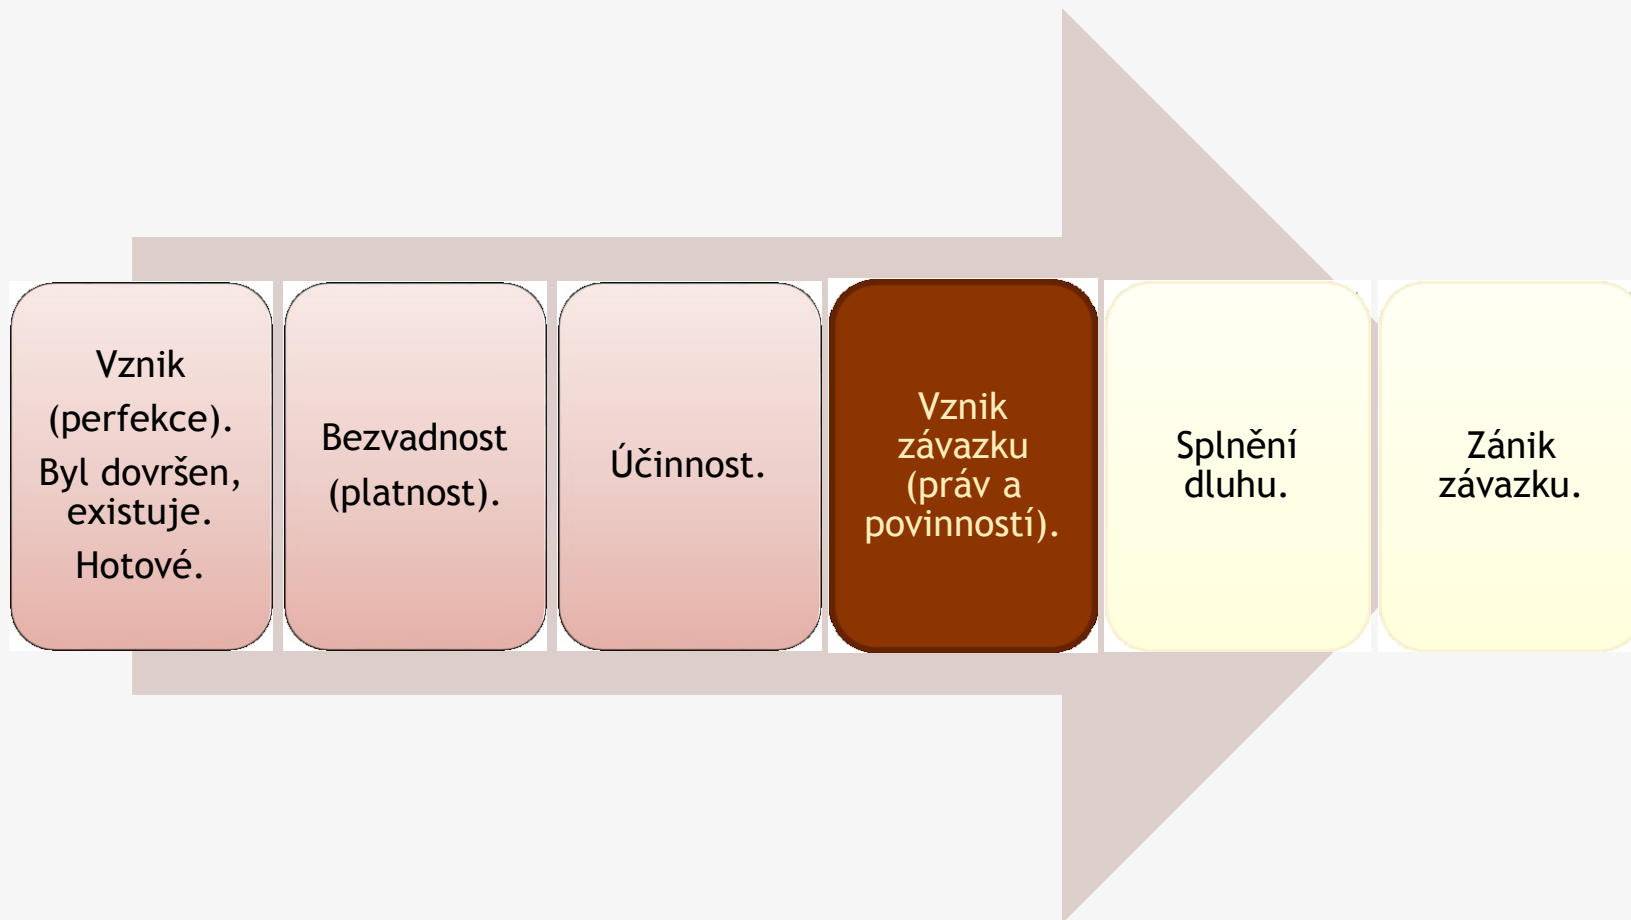 Vznik
(perfekce).
Byl dovršen,
existuje.
Hotové.
Bezvadnost
(platnost).
Účinnost.
Vznik
závazku
(práv a
povinností).
Splnění
dluhu.
Zánik
závazku.